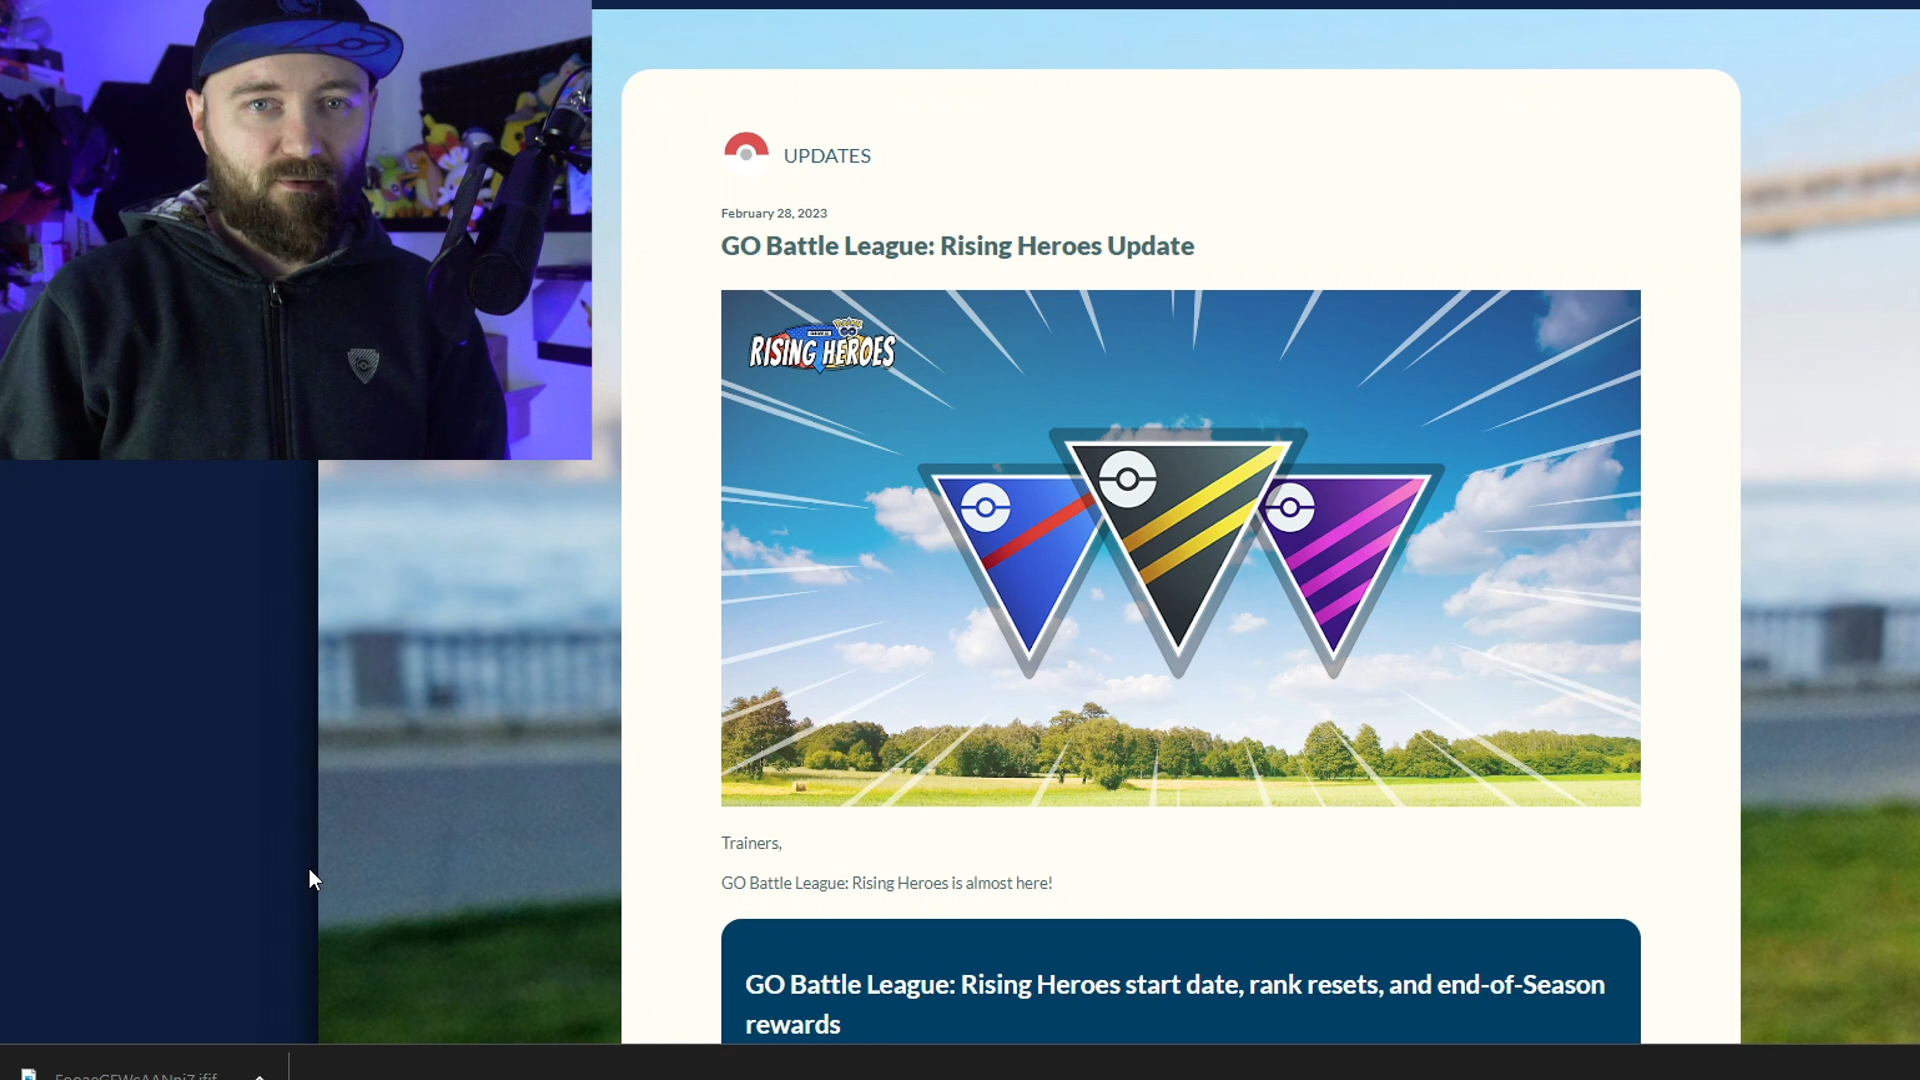 UPDATES
February 28, 2023
GO Battle League: Rising Heroes Update
GO
RISING HEROES
Trainers,
GO Battle League: Rising Heroes is almost here!
GO Battle League: Rising Heroes start date, rank resets, and end-of-Season
rewards